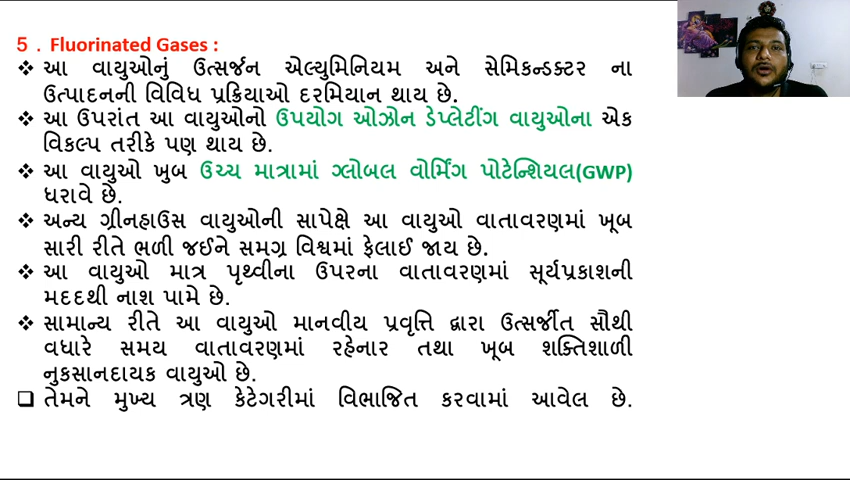 5 . Fluorinated Gases :
❖ આ વાયુઓનું ઉત્સર્જન એલ્યુમિનિયમ અને સેમિકન્ડક્ટર ના
ઉત્પાદનની વિવિધ પ્રક્રિયાઓ દરમિયાન થાય છે.
❖ આ ઉપરાંત આ વાયુઓનો ઉપયોગ ઓઝોન ડેપ્લેટીંગ વાયુઓના એક
વિકલ્પ તરીકે પણ થાય છે.
❖ આ વાયુઓ ખુબ ઉચ્ચ માત્રામાં ગ્લોબલ વોર્મિંગ પોટેન્શિયલ(GWP)
ધરાવે છે.
❖ અન્ય ગ્રીનહાઉસ વાયુઓની સાપેક્ષે આ વાયુઓ વાતાવરણમાં ખૂબ
સારી રીતે ભળી જઈને સમગ્ર વિશ્વમાં ફેલાઈ જાય છે.
❖ આ વાયુઓ માત્ર પૃથ્વીના ઉપરના વાતાવરણમાં સૂર્યપ્રકાશની
મદદથી નાશ પામે છે.
❖ સામાન્ય રીતે આ વાયુઓ માનવીય પ્રવૃત્તિ દ્વારા ઉત્સર્જીત સૌથી
વધારે સમય વાતાવરણમાં રહેનાર તથા ખૂબ શક્તિશાળી
નુકસાનદાયક વાયુઓ છે.
❑ તેમને મુખ્ય ત્રણ કેટેગરીમાં વિભાજિત કરવામાં આવેલ છે.